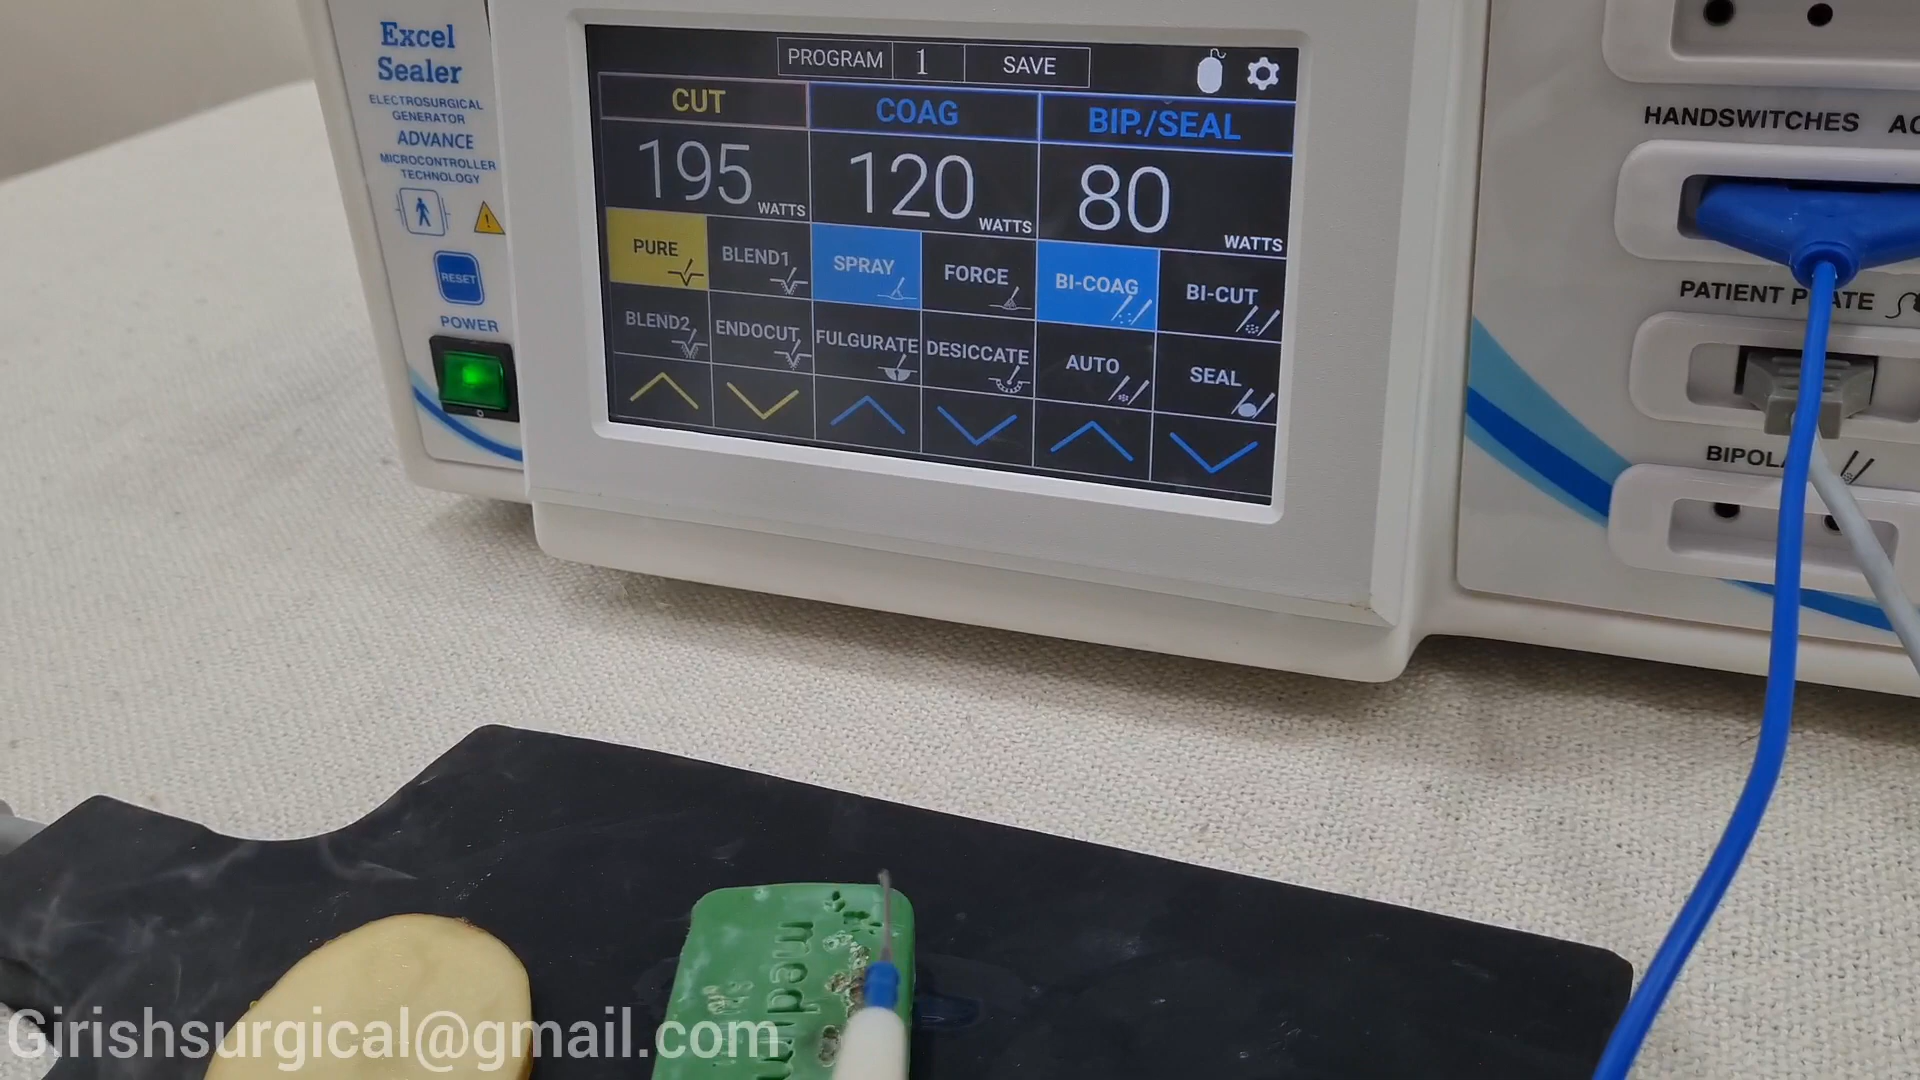 Excel
Sealer
ELECTROSURGICAL
GENERATOR
ADVANCE
MICROCONTROLLER
TECHNOLOGY
RESET
POWER
PROGRAM 1 SAVE
CUT COAG BIP./SEAL
195 WATTS 120 WATTS 80 WATTS
PURE BLEND1 SPRAY FORCE BI-COAG BI-CUT
BLEND2 ENDOCUT FULGURATE DESICCATE AUTO SEAL
HANDSWITCHES
PATIENT
BIPOLA
Girishsurgical@gmail.com